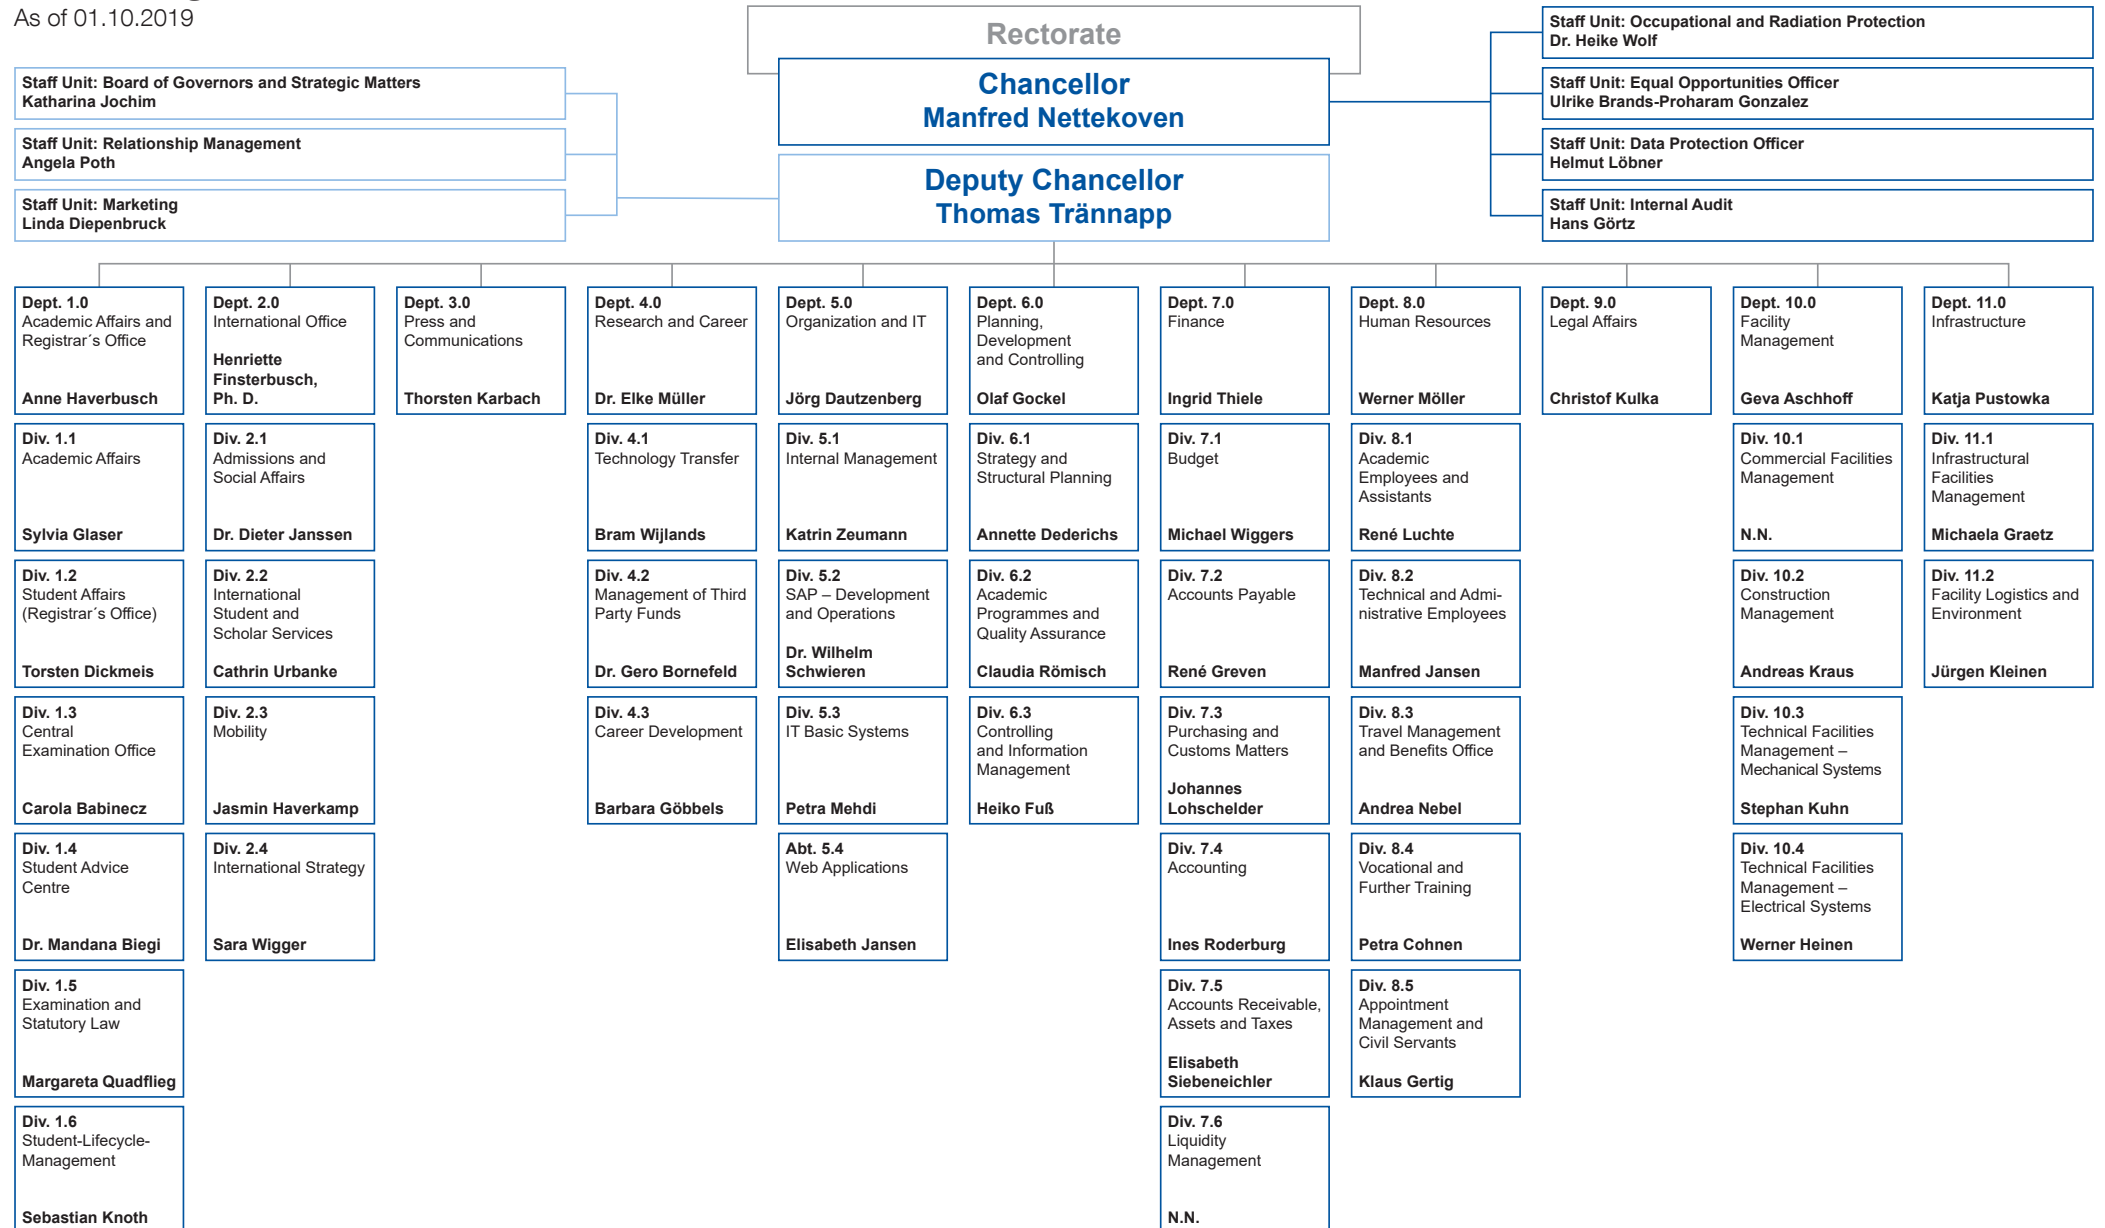 As of 01.10.2019
Rectorate
Chancellor
Manfred Nettekoven
Deputy Chancellor
Thomas Trännapp
Staff Unit: Board of Governors and Strategic Matters
Katharina Jochim
Staff Unit: Relationship Management
Angela Poth
Staff Unit: Marketing
Linda Diepenbruck
Staff Unit: Occupational and Radiation Protection
Dr. Heike Wolf
Staff Unit: Equal Opportunities Officer
Ulrike Brands-Proharam Gonzalez
Staff Unit: Data Protection Officer
Helmut Löbner
Staff Unit: Internal Audit
Hans Görtz
Dept. 1.0
Academic Affairs and
Registrar´s Office
Anne Haverbusch
Div. 1.1
Academic Affairs
Sylvia Glaser
Div. 1.2
Student Affairs
(Registrar´s Office)
Torsten Dickmeis
Div. 1.3
Central
Examination Office
Carola Babinecz
Div. 1.4
Student Advice
Centre
Dr. Mandana Biegi
Div. 1.5
Examination and
Statutory Law
Margareta Quadflieg
Div. 1.6
Student-Lifecycle-
Management
Sebastian Knoth
Dept. 2.0
International Office
Henriette
Finsterbusch,
Ph. D.
Div. 2.1
Admissions and
Social Affairs
Dr. Dieter Janssen
Div. 2.2
International
Student and
Scholar Services
Cathrin Urbanke
Div. 2.3
Mobility
Jasmin Haverkamp
Div. 2.4
International Strategy
Sara Wigger
Dept. 3.0
Press and
Communications
Thorsten Karbach
Dept. 4.0
Research and Career
Dr. Elke Müller
Div. 4.1
Technology Transfer
Bram Wijlands
Div. 4.2
Management of Third
Party Funds
Dr. Gero Bornefeld
Div. 4.3
Career Development
Barbara Göbbels
Dept. 5.0
Organization and IT
Jörg Dautzenberg
Div. 5.1
Internal Management
Katrin Zeumann
Div. 5.2
SAP – Development
and Operations
Dr. Wilhelm
Schwieren
Div. 5.3
IT Basic Systems
Petra Mehdi
Abt. 5.4
Web Applications
Elisabeth Jansen
Dept. 6.0
Planning,
Development
and Controlling
Olaf Gockel
Div. 6.1
Strategy and
Structural Planning
Annette Dederichs
Div. 6.2
Academic
Programmes and
Quality Assurance
Claudia Römisch
Div. 6.3
Controlling
and Information
Management
Heiko Fuß
Dept. 7.0
Finance
Ingrid Thiele
Div. 7.1
Budget
Michael Wiggers
Div. 7.2
Accounts Payable
René Greven
Div. 7.3
Purchasing and
Customs Matters
Johannes
Lohschelder
Div. 7.4
Accounting
Ines Roderburg
Div. 7.5
Accounts Receivable,
Assets and Taxes
Elisabeth
Siebeneichler
Div. 7.6
Liquidity
Management
N.N.
Dept. 8.0
Human Resources
Werner Möller
Div. 8.1
Academic
Employees and
Assistants
René Luchte
Div. 8.2
Technical and Admi-
nistrative Employees
Manfred Jansen
Div. 8.3
Travel Management
and Benefits Office
Andrea Nebel
Div. 8.4
Vocational and
Further Training
Petra Cohnen
Div. 8.5
Appointment
Management and
Civil Servants
Klaus Gertig
Dept. 9.0
Legal Affairs
Christof Kulka
Dept. 10.0
Facility
Management
Geva Aschhoff
Div. 10.1
Commercial Facilities
Management
N.N.
Div. 10.2
Construction
Management
Andreas Kraus
Div. 10.3
Technical Facilities
Management –
Mechanical Systems
Stephan Kuhn
Div. 10.4
Technical Facilities
Management –
Electrical Systems
Werner Heinen
Dept. 11.0
Infrastructure
Katja Pustowka
Div. 11.1
Infrastructural
Facilities
Management
Michaela Graetz
Div. 11.2
Facility Logistics and
Environment
Jürgen Kleinen